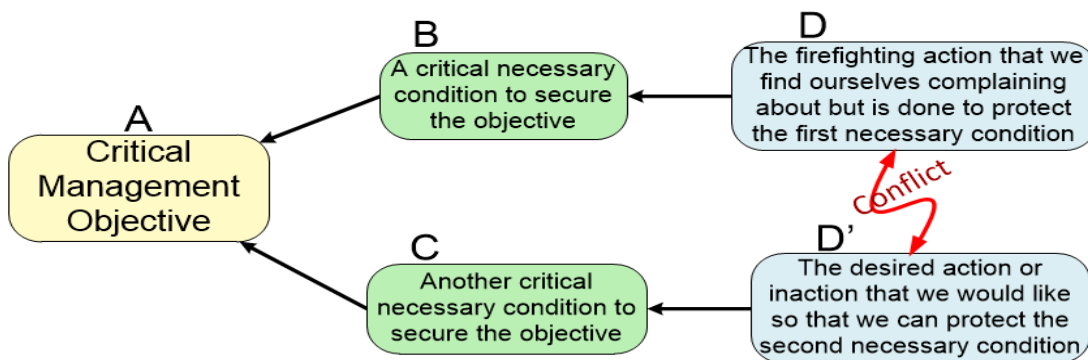 A
Critical
Management
Objective
B
A critical necessary
condition to secure
the objective
C
Another critical
necessary condition to
secure the objective
D
The firefighting action that we
find ourselves complaining
about but is done to protect
the first necessary condition
Conflict
D’
The desired action or
inaction that we would like
so that we can protect the
second necessary condition